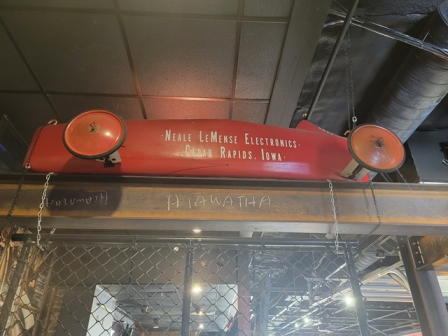 ·NEALE LEMENSE ELECTRONICS·
·CEDAR RAPIDS, IOWA·
HIAWATHA